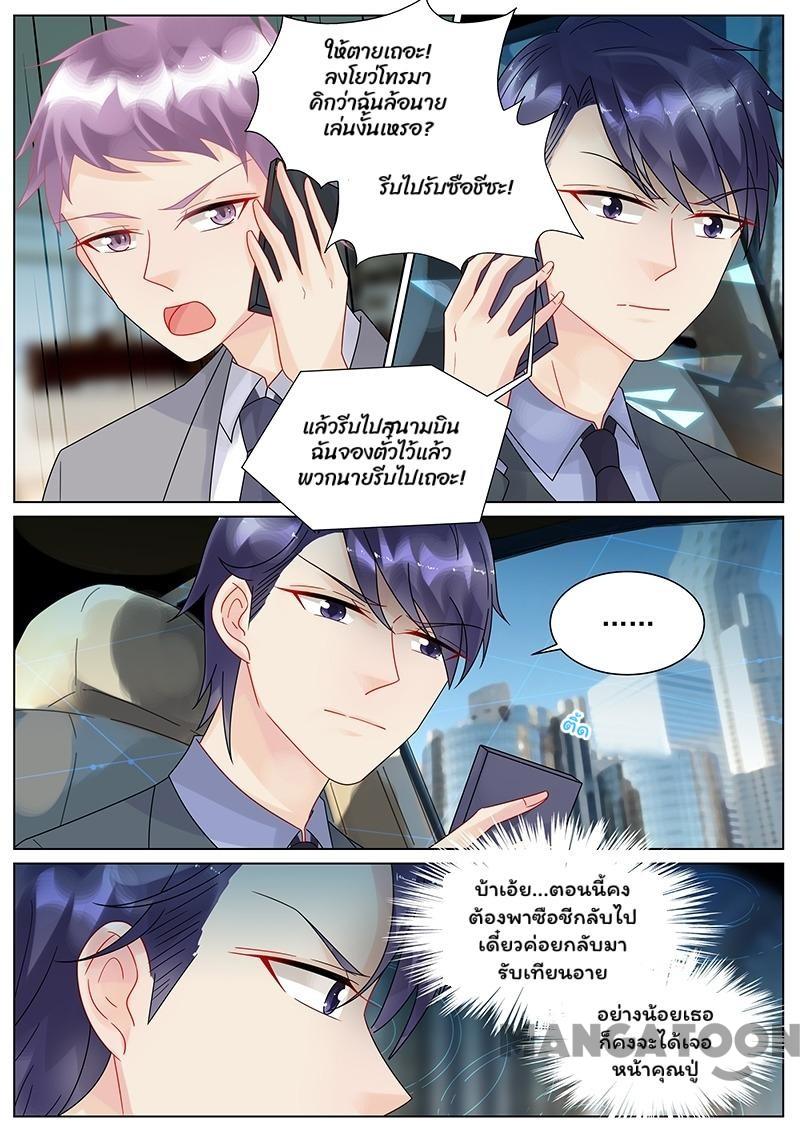 ให้ตายเถอะ!
ลงโยว่โทรมา
คิกว่าฉันล้อนาย
เล่นงั้นเหรอ?
รีบไปรับซือชีซะ!
แล้วรีบไปสนามบิน
ฉันจองตั๋วไว้แล้ว
พวกนายรีบไปเถอะ!
......
ติ๊ด
บ้าเอ้ย...ตอนนี้คง
ต้องพาซือชีกลับไป
เดี๋ยวค่อยกลับมา
รับเทียนอาย
อย่างน้อยเธอ
ก็คงจะได้เจอ
หน้าคุณปู่
MANGATOON